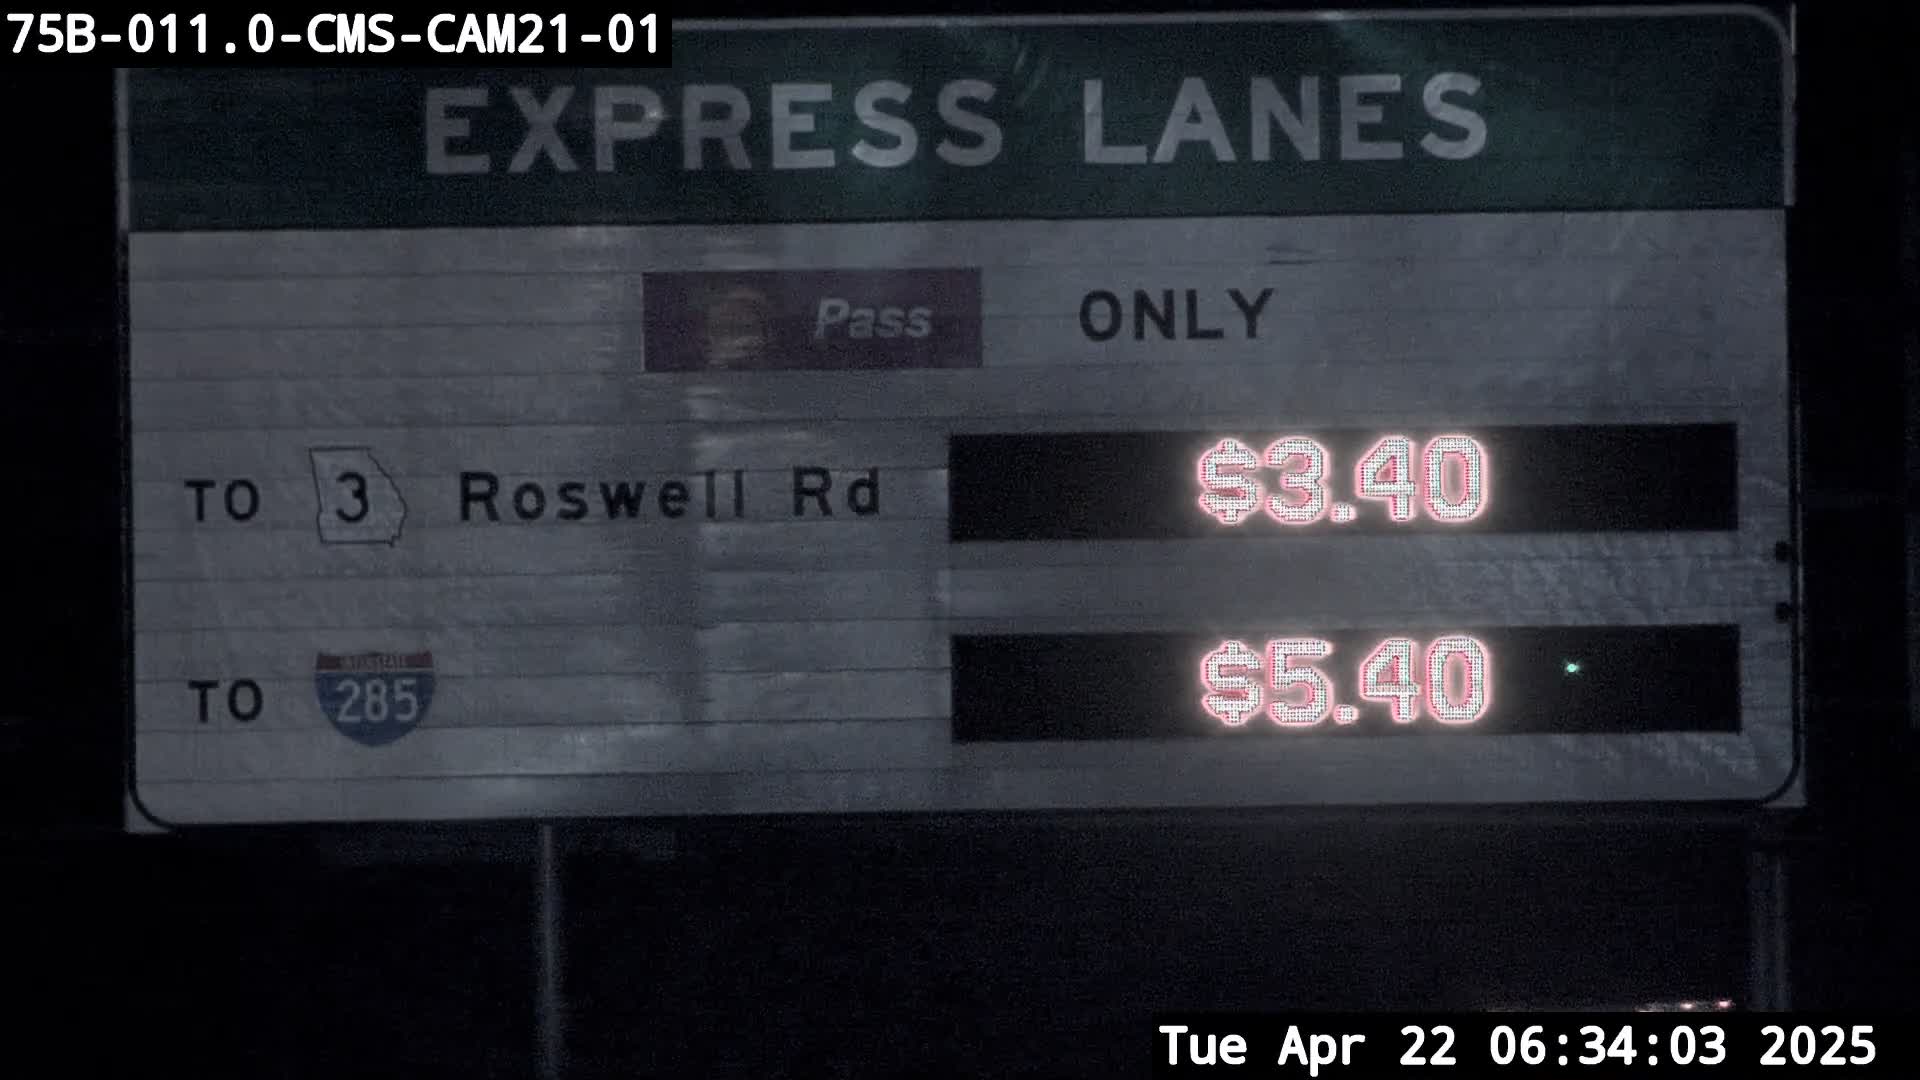 75B-011.0-CMS-CAM21-01
EXPRESS LANES
Pass ONLY
TO 3 Roswell Rd $3.40
TO 285 $5.40
Tue Apr 22 06:34:03 2025